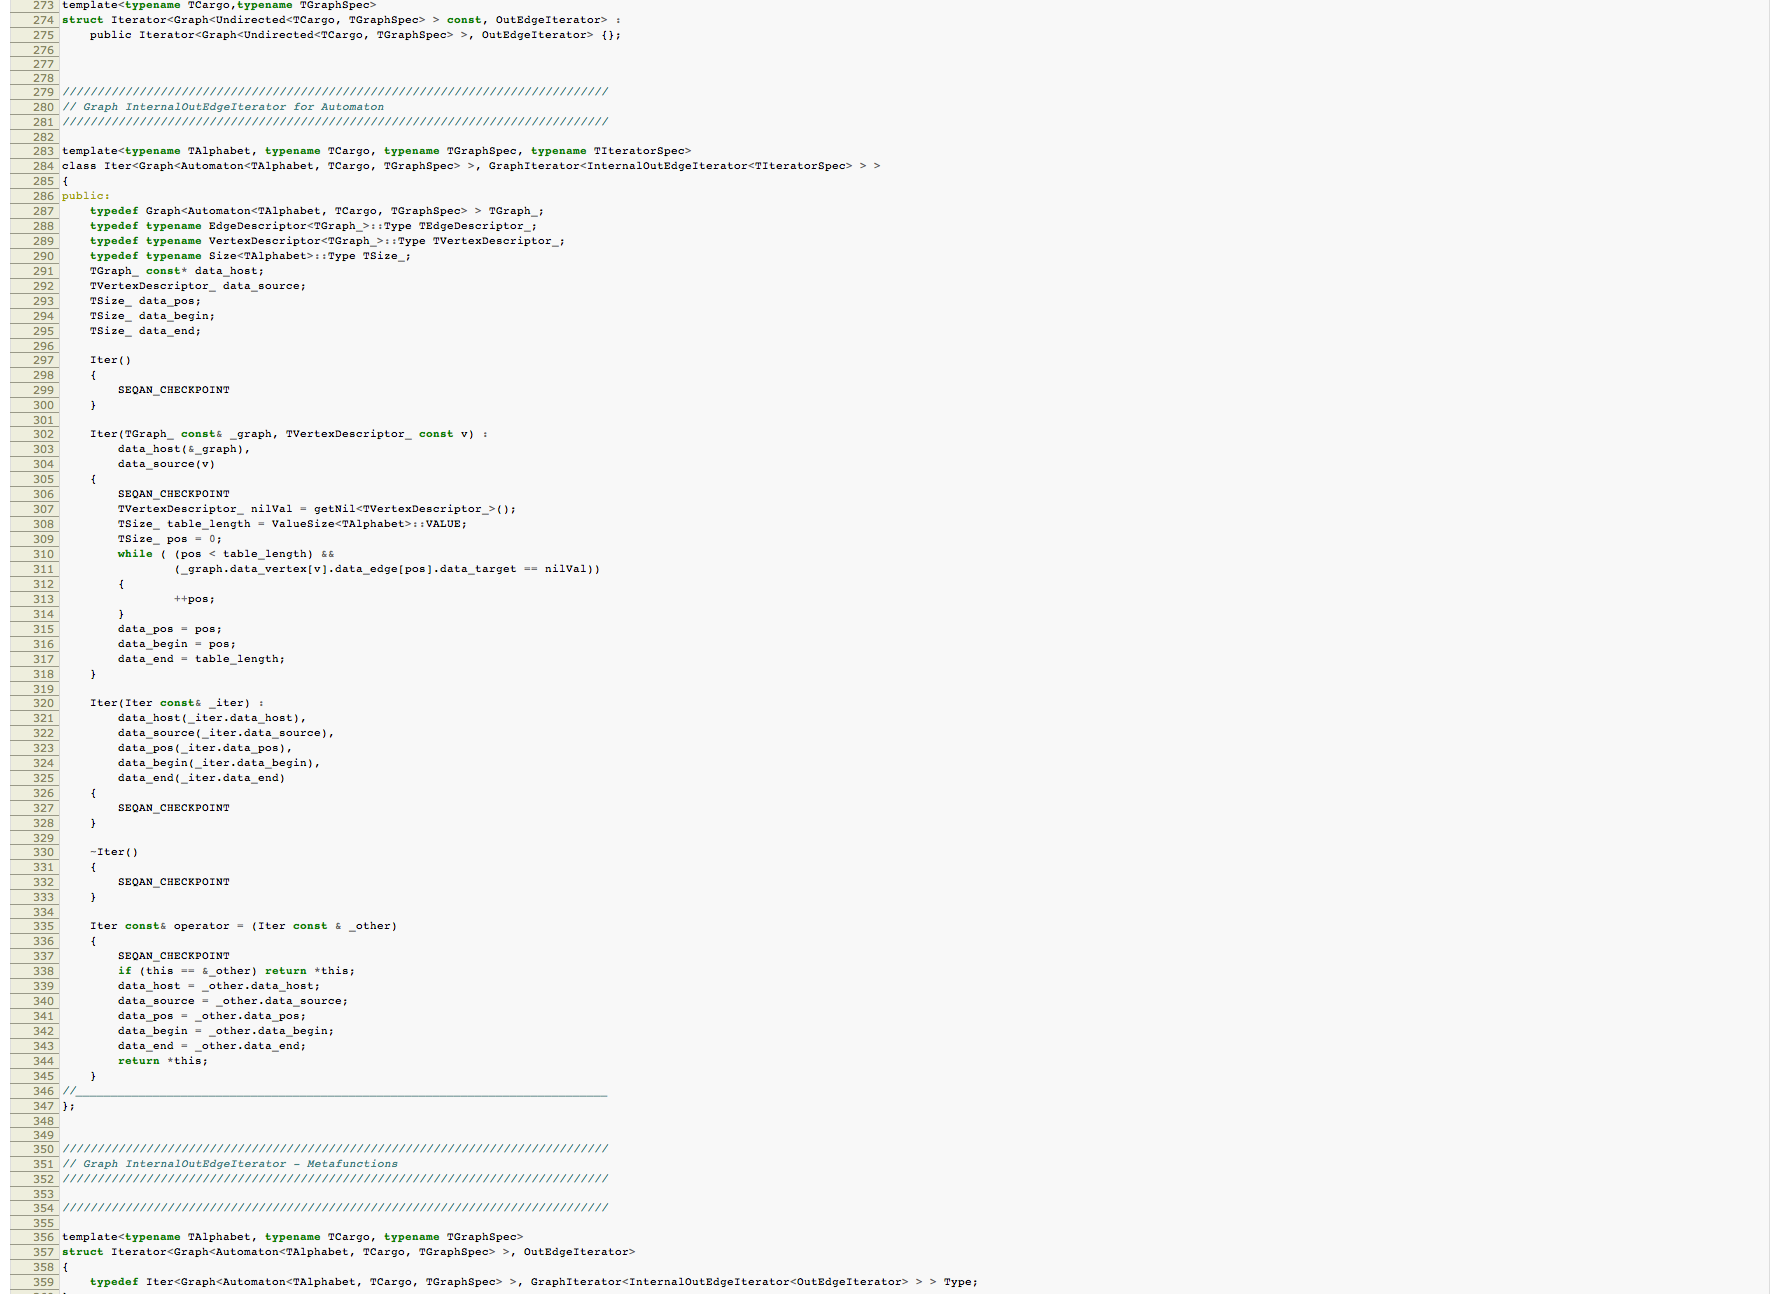 273 template<typename TCargo,typename TGraphSpec>
274 struct Iterator<Graph<Undirected<TCargo, TGraphSpec> > const, OutEdgeIterator> :
275     public Iterator<Graph<Undirected<TCargo, TGraphSpec> >, OutEdgeIterator> {};
276
277
278
279 //////////////////////////////////////////////////////////////////////////////
280 // Graph InternalOutEdgeIterator for Automaton
281 //////////////////////////////////////////////////////////////////////////////
282
283 template<typename TAlphabet, typename TCargo, typename TGraphSpec, typename TIteratorSpec>
284 class Iter<Graph<Automaton<TAlphabet, TCargo, TGraphSpec> >, GraphIterator<InternalOutEdgeIterator<TIteratorSpec> > >
285 {
286 public:
287     typedef Graph<Automaton<TAlphabet, TCargo, TGraphSpec> > TGraph_;
288     typedef typename EdgeDescriptor<TGraph_>::Type TEdgeDescriptor_;
289     typedef typename VertexDescriptor<TGraph_>::Type TVertexDescriptor_;
290     typedef typename Size<TAlphabet>::Type TSize_;
291     TGraph_ const* data_host;
292     TVertexDescriptor_ data_source;
293     TSize_ data_pos;
294     TSize_ data_begin;
295     TSize_ data_end;
296
297     Iter()
298     {
299         SEQAN_CHECKPOINT
300     }
301
302     Iter(TGraph_ const& _graph, TVertexDescriptor_ const v) :
303         data_host(&_graph),
304         data_source(v)
305     {
306         SEQAN_CHECKPOINT
307         TVertexDescriptor_ nilVal = getNil<TVertexDescriptor_>();
308         TSize_ table_length = ValueSize<TAlphabet>::VALUE;
309         TSize_ pos = 0;
310         while ( (pos < table_length) &&
311                 (_graph.data_vertex[v].data_edge[pos].data_target == nilVal))
312         {
313                 ++pos;
314         }
315         data_pos = pos;
316         data_begin = pos;
317         data_end = table_length;
318     }
319
320     Iter(Iter const& _iter) :
321         data_host(_iter.data_host),
322         data_source(_iter.data_source),
323         data_pos(_iter.data_pos),
324         data_begin(_iter.data_begin),
325         data_end(_iter.data_end)
326     {
327         SEQAN_CHECKPOINT
328     }
329
330     ~Iter()
331     {
332         SEQAN_CHECKPOINT
333     }
334
335     Iter const& operator = (Iter const & _other)
336     {
337         SEQAN_CHECKPOINT
338         if (this == &_other) return *this;
339         data_host = _other.data_host;
340         data_source = _other.data_source;
341         data_pos = _other.data_pos;
342         data_begin = _other.data_begin;
343         data_end = _other.data_end;
344         return *this;
345     }
346 //____________________________________________________________________________
347 };
348
349
350 //////////////////////////////////////////////////////////////////////////////
351 // Graph InternalOutEdgeIterator - Metafunctions
352 //////////////////////////////////////////////////////////////////////////////
353
354 //////////////////////////////////////////////////////////////////////////////
355
356 template<typename TAlphabet, typename TCargo, typename TGraphSpec>
357 struct Iterator<Graph<Automaton<TAlphabet, TCargo, TGraphSpec> >, OutEdgeIterator>
358 {
359     typedef Iter<Graph<Automaton<TAlphabet, TCargo, TGraphSpec> >, GraphIterator<InternalOutEdgeIterator<OutEdgeIterator> > > Type;